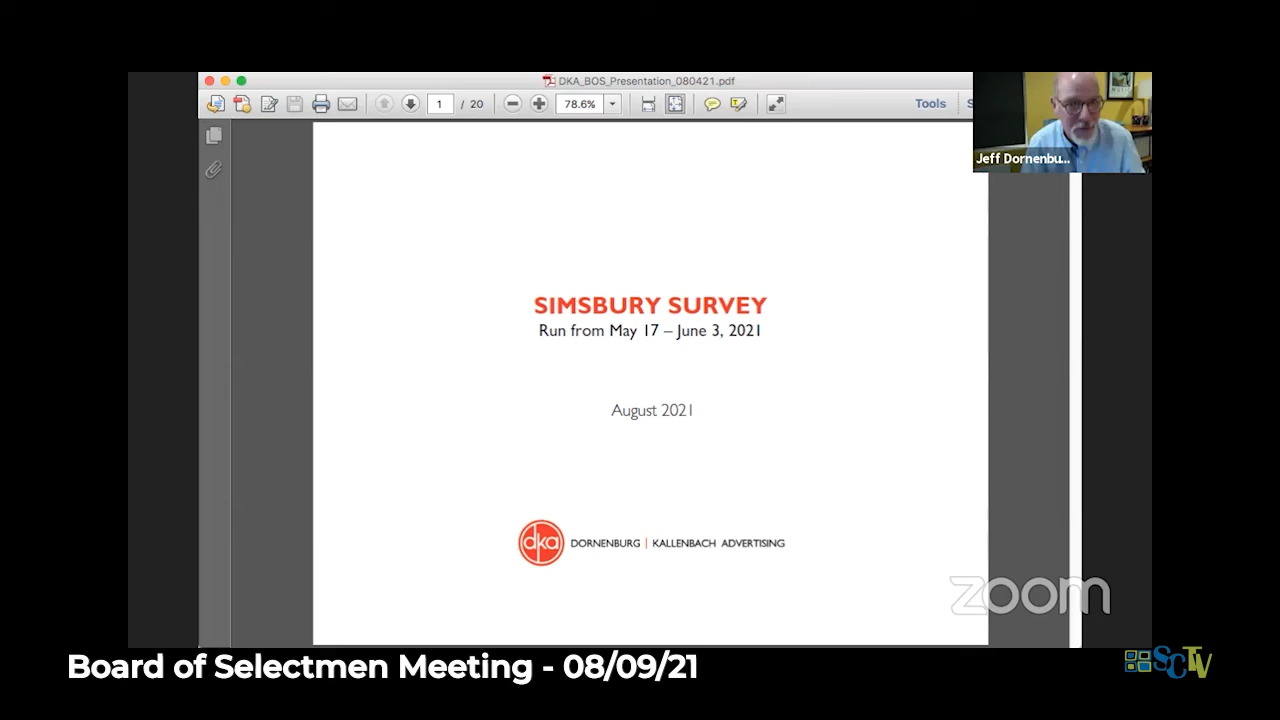 DKA_BOS_Presentation_080421.pdf
1 / 20
78.6%
Tools
S
Jeff Dornenbu...
SIMSBURY SURVEY
Run from May 17 – June 3, 2021
August 2021
dka DORNENBURG | KALLENBACH ADVERTISING
zoom
Board of Selectmen Meeting - 08/09/21
SCTV